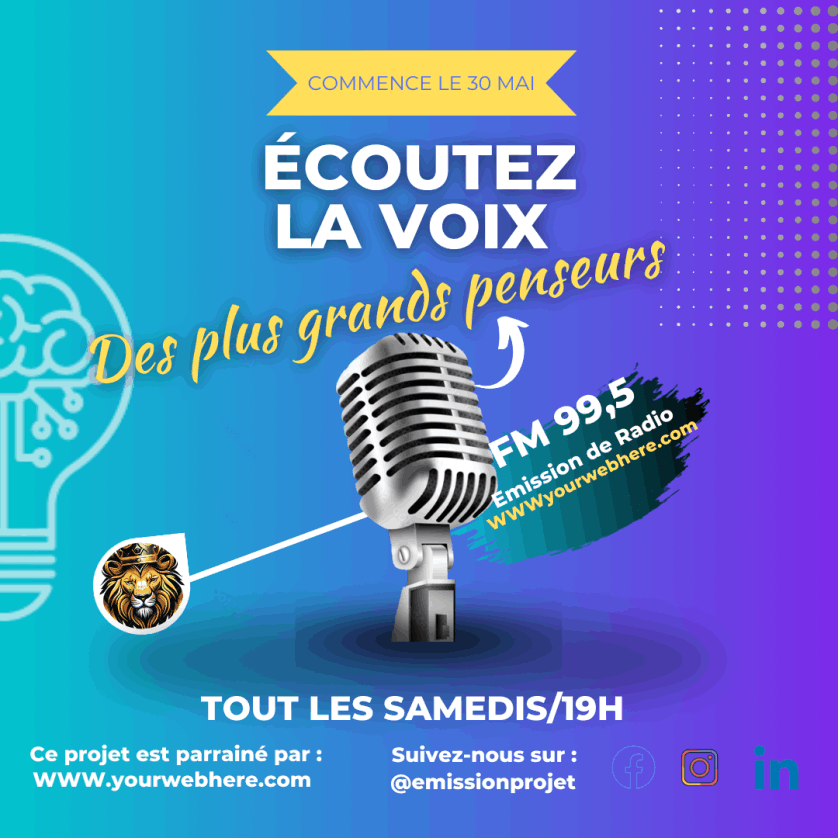 COMMENCE LE 30 MAI
ÉCOUTEZ
LA VOIX
Des plus grands penseurs
FM 99,5
Emission de Radio
WWWyourwebhere.com
TOUT LES SAMEDIS/19H
Ce projet est parrainé par :
WWW.yourwebhere.com
Suivez-nous sur :
@emissionprojet
f
in